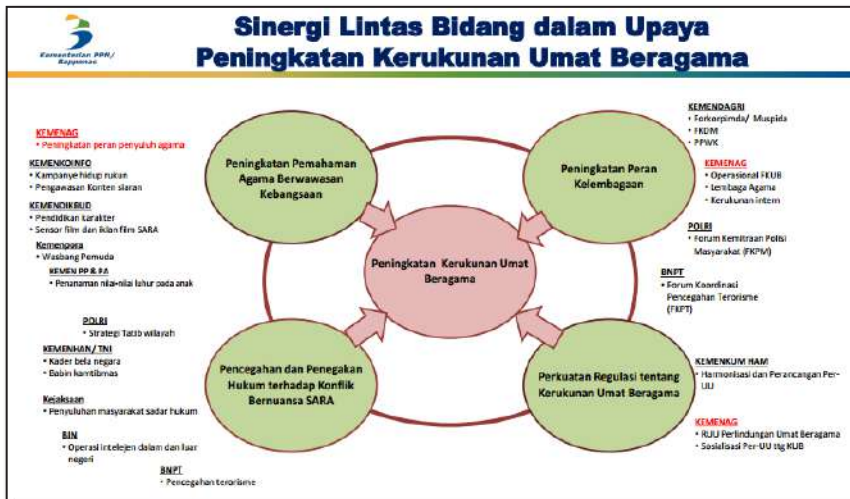 Sinergi Lintas Bidang dalam Upaya
Peningkatan Kerukunan Umat Beragama
Kementerian PPN/
Bappenas
KEMENAG
• Peningkatan peran penyuluh agama
KEMENKOINFO
• Kampanye hidup rukun
• Pengawasan Konten siaran
KEMENDIKBUD
• Pendidikan karakter
• Sensor film dan iklan film SARA
Kemenpora
• Wasbang Pemuda
KEMEN PP & PA
• Penanaman nilai-nilai luhur pada anak
Peningkatan Pemahaman
Agama Berwawasan
Kebangsaan
Peningkatan Peran
Kelembagaan
KEMENDAGRI
• Forkorpimda/ Muspida
• FKDM
• PPWK
KEMENAG
• Operasional FKUB
• Lembaga Agama
• Kerukunan intern
POLRI
• Forum Kemitraan Polisi
Masyarakat (FKPM)
BNPT
• Forum Koordinasi
Pencegahan Terorisme
(FKPT)
Peningkatan Kerukunan Umat
Beragama
POLRI
• Strategi Tatib wilayah
KEMENHAN/ TNI
• Kader bela negara
• Babin kamtibmas
Kejaksaan
• Penyuluhan masyarakat sadar hukum
BIN
• Operasi intelejen dalam dan luar
negeri
BNPT
• Pencegahan terorisme
Pencegahan dan Penegakan
Hukum terhadap Konflik
Bernuansa SARA
Perkuatan Regulasi tentang
Kerukunan Umat Beragama
KEMENKUM HAM
• Harmonisasi dan Perancangan Per-
UU
KEMENAG
• RUU Perlindungan Umat Beragama
• Sosialisasi Per-UU ttg KUB